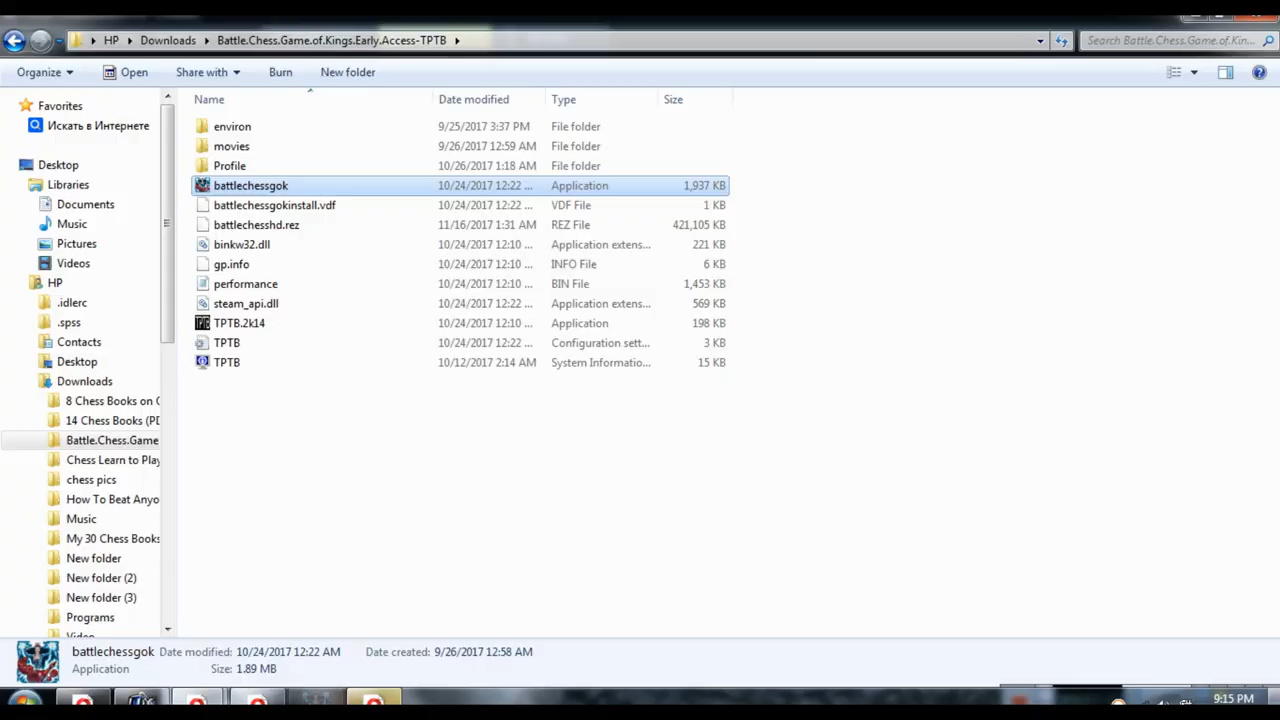 HP Downloads Battle.Chess.Game.of.Kings.Early.Access-TPTB Search Battle.Chess.Game.of.Kin...
Organize Open Share with Burn New folder
Name Date modified Type Size
Favorites
Искать в Интернете
Desktop
Libraries
Documents
Music
Pictures
Videos
HP
.idlerc
.spss
Contacts
Desktop
Downloads
8 Chess Books on C
14 Chess Books (PD
Battle.Chess.Game
Chess Learn to Play
chess pics
How To Beat Anyo
Music
My 30 Chess Books
New folder
New folder (2)
New folder (3)
Programs
Video
environ 9/25/2017 3:37 PM File folder
movies 9/26/2017 12:59 AM File folder
Profile 10/26/2017 1:18 AM File folder
battlechessgok 10/24/2017 12:22 ... Application 1,937 KB
battlechessgokinstall.vdf 10/24/2017 12:22 ... VDF File 1 KB
battlechesshd.rez 11/16/2017 1:31 AM REZ File 421,105 KB
binkw32.dll 10/24/2017 12:10 ... Application extens... 221 KB
gp.info 10/24/2017 12:10 ... INFO File 6 KB
performance 10/24/2017 12:10 ... BIN File 1,453 KB
steam_api.dll 10/24/2017 12:22 ... Application extens... 569 KB
TPTB.2k14 10/24/2017 12:10 ... Application 198 KB
TPTB 10/24/2017 12:22 ... Configuration sett... 3 KB
TPTB 10/12/2017 2:14 AM System Informatio... 15 KB
battlechessgok Date modified: 10/24/2017 12:22 AM Date created: 9/26/2017 12:58 AM
Application Size: 1.89 MB
9:15 PM